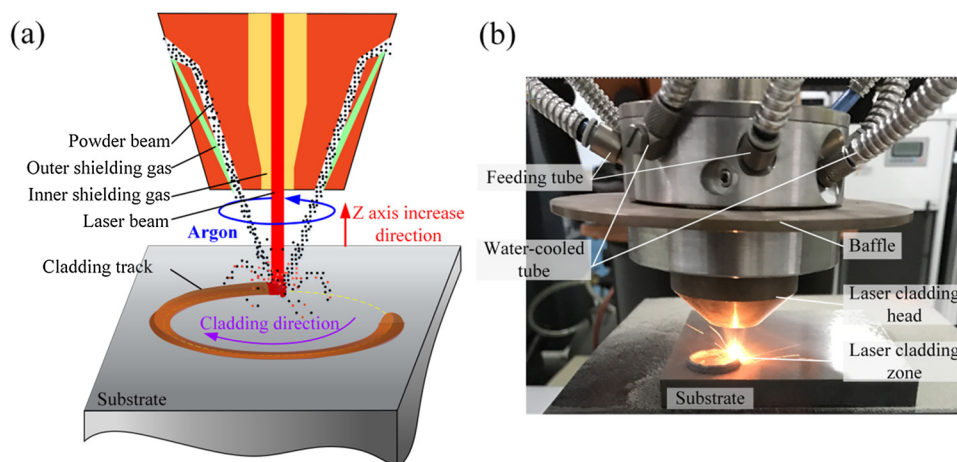 (a)
Powder beam
Outer shielding gas
Inner shielding gas
Laser beam
Argon
Z axis increase
direction
Cladding track
Cladding direction
Substrate
(b)
Feeding tube
Water-cooled
tube
Baffle
Laser cladding
head
Laser cladding
zone
Substrate